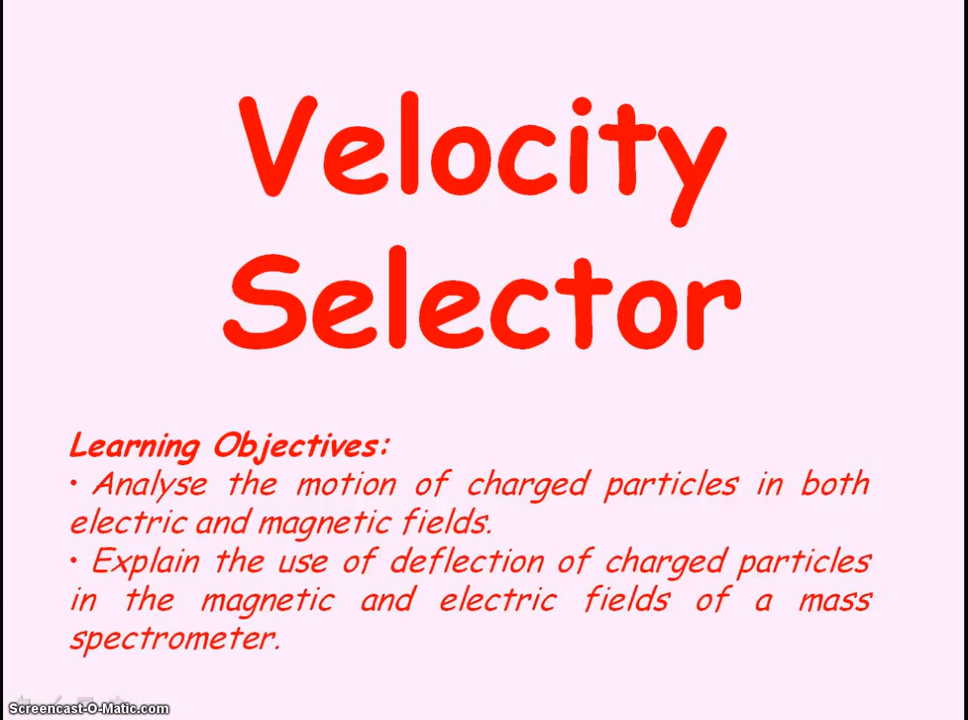 Velocity
Selector
Learning Objectives:
• Analyse the motion of charged particles in both
electric and magnetic fields.
• Explain the use of deflection of charged particles
in the magnetic and electric fields of a mass
spectrometer.
Screencast-O-Matic.com